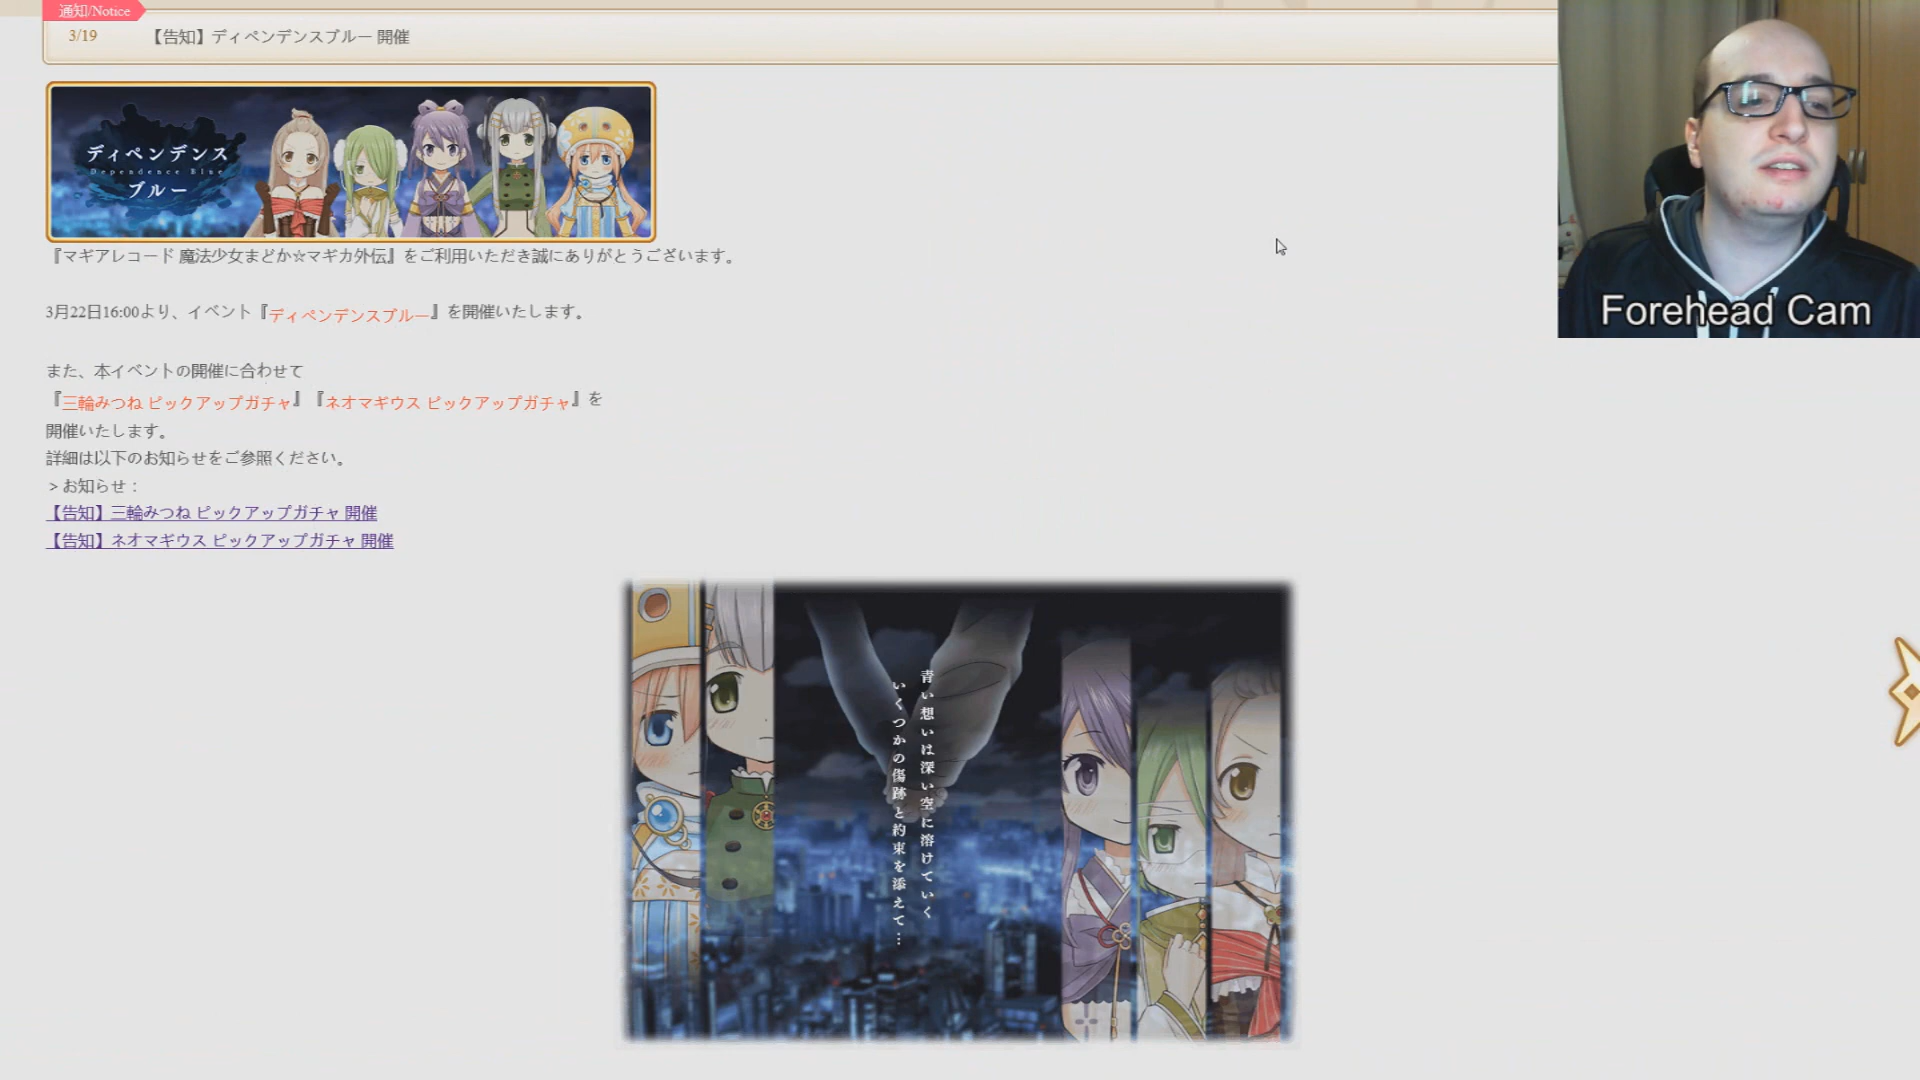 通知/Notice
3/19 【告知】ディペンデンスブルー 開催
ディペンデンス
Dependence Blue
ブルー
『マギアレコード 魔法少女まどか☆マギカ外伝』をご利用いただき誠にありがとうございます。
3月22日16:00より、イベント『ディペンデンスブルー』を開催いたします。
また、本イベントの開催に合わせて
『三輪みつね ピックアップガチャ』『ネオマギウス ピックアップガチャ』を
開催いたします。
詳細は以下のお知らせをご参照ください。
＞お知らせ：
【告知】三輪みつね ピックアップガチャ 開催
【告知】ネオマギウス ピックアップガチャ 開催
青い想いは深い空に溶けていく
いくつかの傷跡と約束を添えて…
Forehead Cam